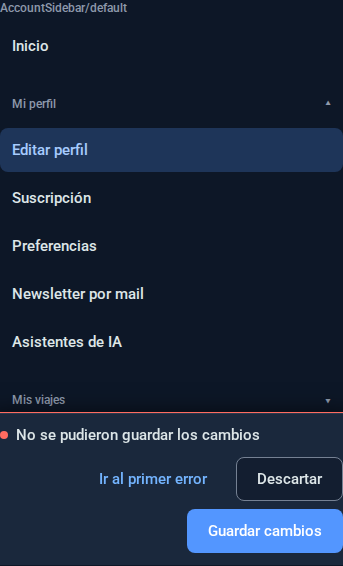 AccountSidebar/default
Inicio
Mi perfil
Editar perfil
Suscripción
Preferencias
Newsletter por mail
Asistentes de IA
Mis viajes
No se pudieron guardar los cambios
Ir al primer error Descartar
Guardar cambios